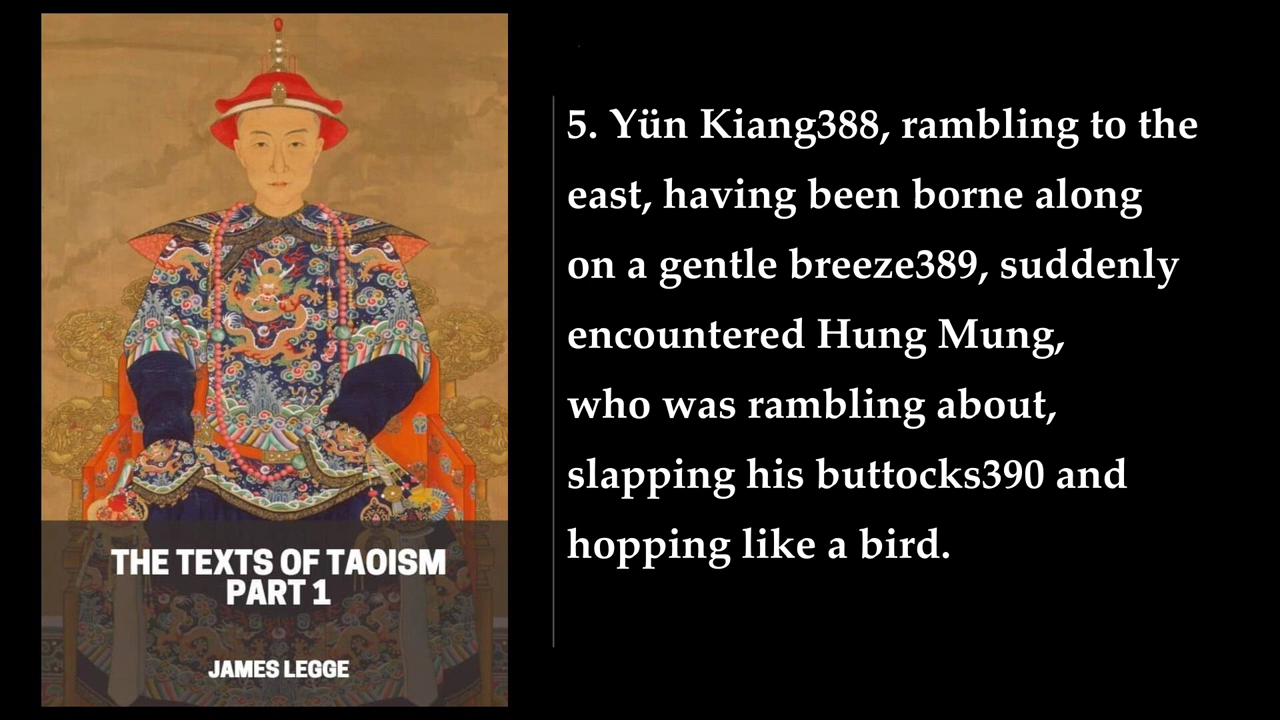 THE TEXTS OF TAOISM
PART 1
JAMES LEGGE
5. Yün Kiang388, rambling to the
east, having been borne along
on a gentle breeze389, suddenly
encountered Hung Mung,
who was rambling about,
slapping his buttocks390 and
hopping like a bird.